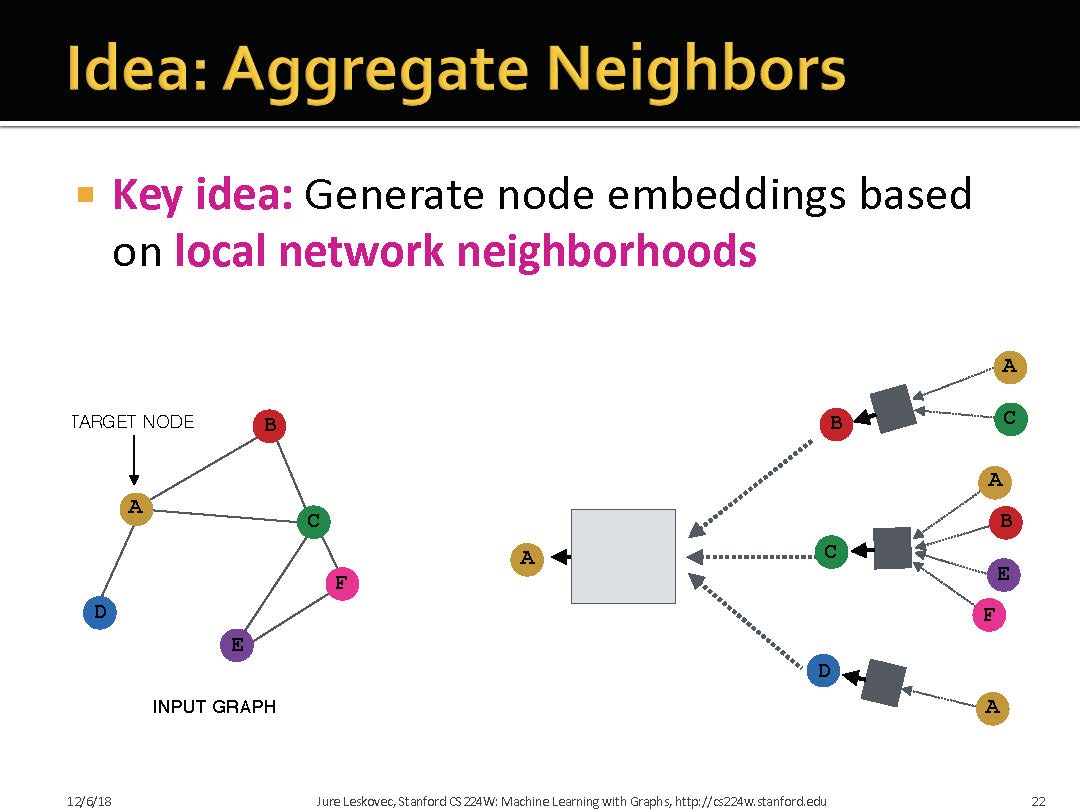 Idea: Aggregate Neighbors
Key idea: Generate node embeddings based
on local network neighborhoods
TARGET NODE
B
A
C
F
D
E
INPUT GRAPH
A
B
C
D
A
C
A
B
E
F
A
12/6/18
Jure Leskovec, Stanford CS224W: Machine Learning with Graphs, http://cs224w.stanford.edu
22